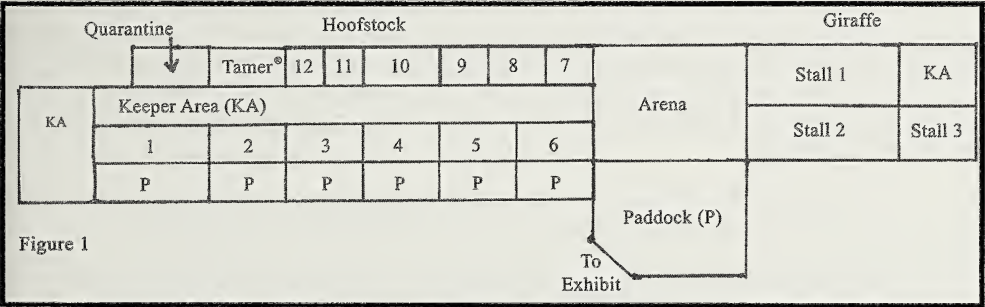 Quarantine Hoofstock Giraffe
Tamer® 12 11 10 9 8 7 Stall 1 KA
KA Keeper Area (KA) Arena
1 2 3 4 5 6 Stall 2 Stall 3
P P P P P P
Paddock (P)
Figure 1
To
Exhibit